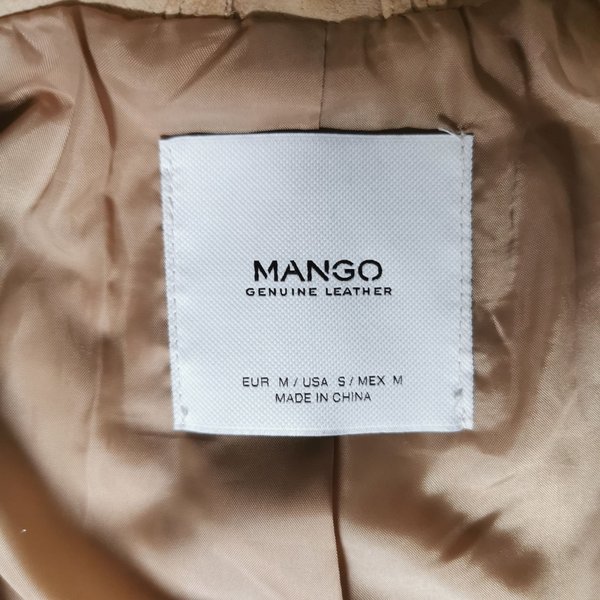 MANGO
GENUINE LEATHER
EUR M / USA S / MEX M
MADE IN CHINA